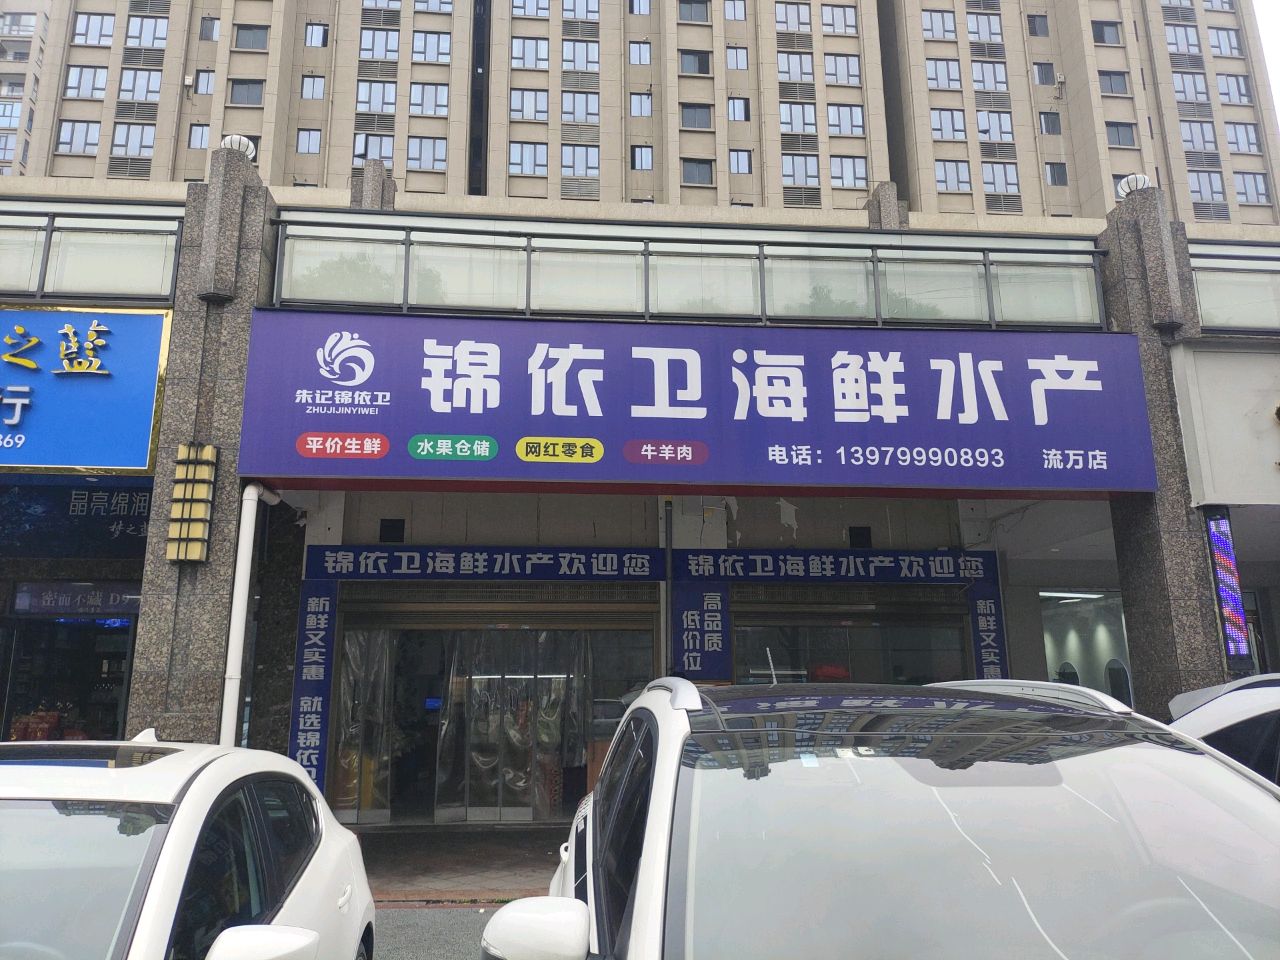 之蓝
行
369
晶亮绵润
梦之蓝
朱记锦依卫
ZHUJIJINYIWEI
锦依卫海鲜水产
平价生鲜 水果仓储 网红零食 牛羊肉 电话：13979990893 流万店
锦依卫海鲜水产欢迎您
锦依卫海鲜水产欢迎您
新鲜又实惠 就选锦依卫
高品质
低价位
新鲜又实惠